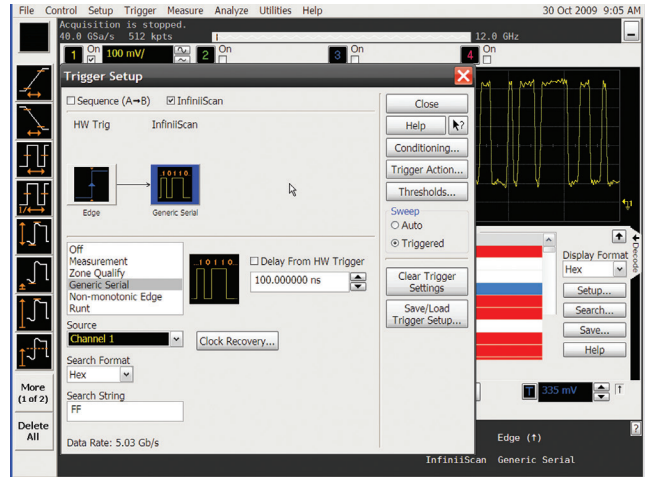 File Control Setup Trigger Measure Analyze Utilities Help 30 Oct 2009 9:05 AM
Acquisition is stopped.
40.0 GSa/s 512 kpts 12.0 GHz
1 On 100 mV/ 2 On 3 On 4 On
Trigger Setup
Sequence (A→B) InfiniiScan
HW Trig InfiniiScan
10110
Edge Generic Serial
Off
Measurement
Zone Qualify
Generic Serial
Non-monotonic Edge
Runt
10110
Delay From HW Trigger
100.000000 ns
Source
Channel 1
Clock Recovery...
Search Format
Hex
Search String
FF
Data Rate: 5.03 Gb/s
Close
Help
Conditioning...
Trigger Action...
Thresholds...
Sweep
Auto
Triggered
Clear Trigger
Settings
Save/Load
Trigger Setup...
Decode
Display Format
Hex
Setup...
Search...
Save...
Help
More
(1 of 2)
Delete
All
T 335 mV ↑
Edge (↑)
InfiniiScan Generic Serial